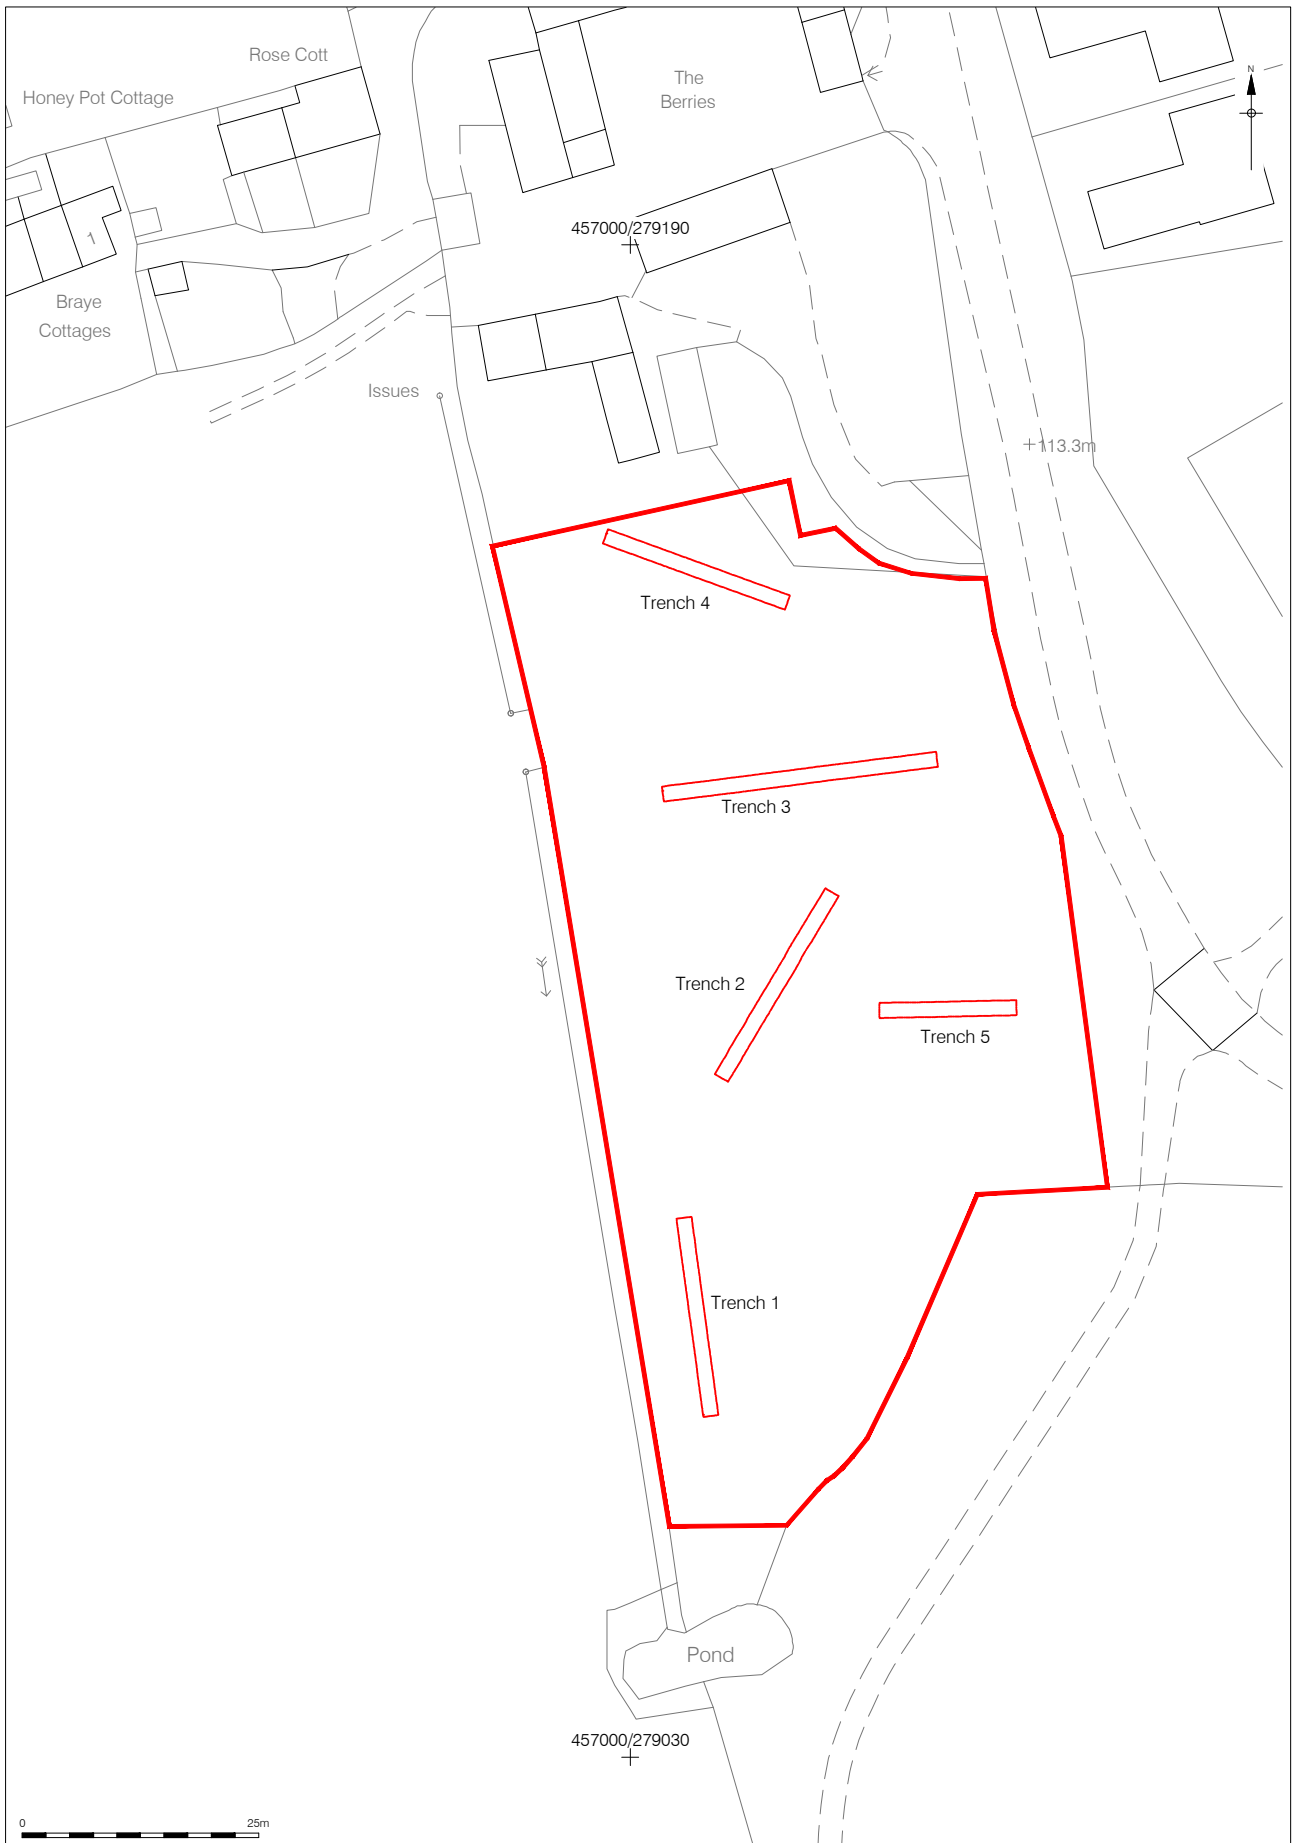 Rose Cott
Honey Pot Cottage
The
Berries
N
457000/279190
1
Braye
Cottages
Issues
113.3m
Trench 4
Trench 3
Trench 2
Trench 5
Trench 1
Pond
457000/279030
0
25m